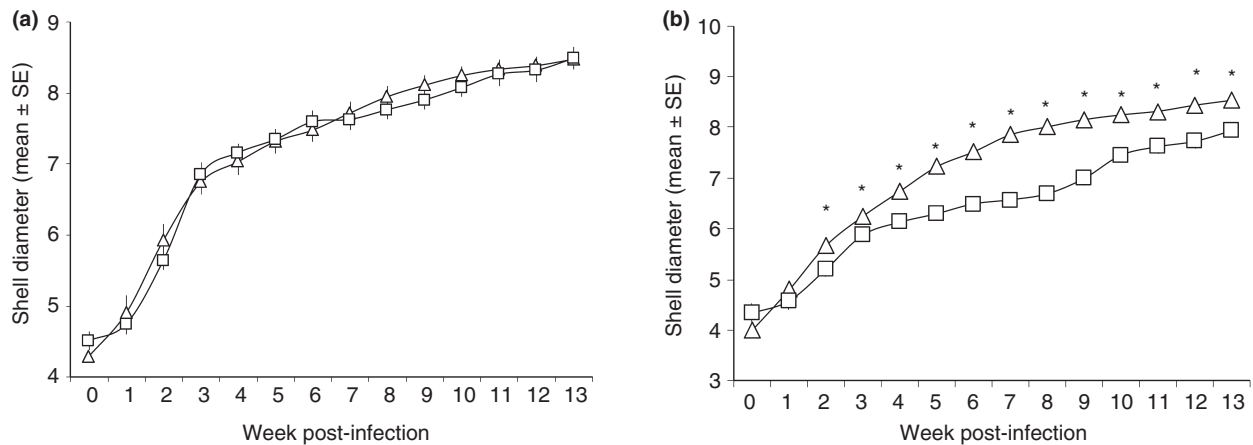 (a)
9
8
7
6
5
4
Shell diameter (mean ± SE)
0 1 2 3 4 5 6 7 8 9 10 11 12 13
Week post-infection
(b)
10
9
8
7
6
5
4
3
Shell diameter (mean ± SE)
* * * * * * * * * * * *
0 1 2 3 4 5 6 7 8 9 10 11 12 13
Week post-infection